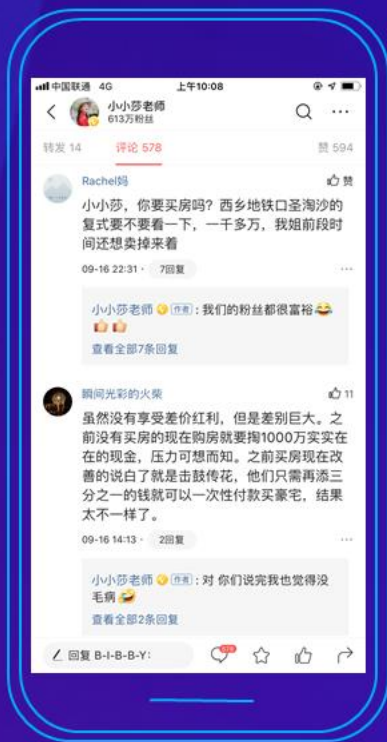 中国联通 4G 上午10:08
小小莎老师
613万粉丝
转发 14 评论 578 赞 594
Rachel妈 赞
小小莎，你要买房吗？西乡地铁口圣淘沙的
复式要不要看一下，一千多万，我姐前段时
间还想卖掉来着
09-16 22:31 · 7回复
小小莎老师 作者：我们的粉丝都很富裕😂
👍🏻👍🏻
查看全部7条回复
瞬间光彩的火柴 11
虽然没有享受差价红利，但是差别巨大。之
前没有买房的现在购房就要掏1000万实实在
在的现金，压力可想而知。之前买房现在改
善的说白了就是击鼓传花，他们只需再添三
分之一的钱就可以一次性付款买豪宅，结果
太不一样了。
09-16 14:13 · 2回复
小小莎老师 作者：对 你们说完我也觉得没
毛病🤣
查看全部2条回复
回复 B-I-B-B-Y: 578